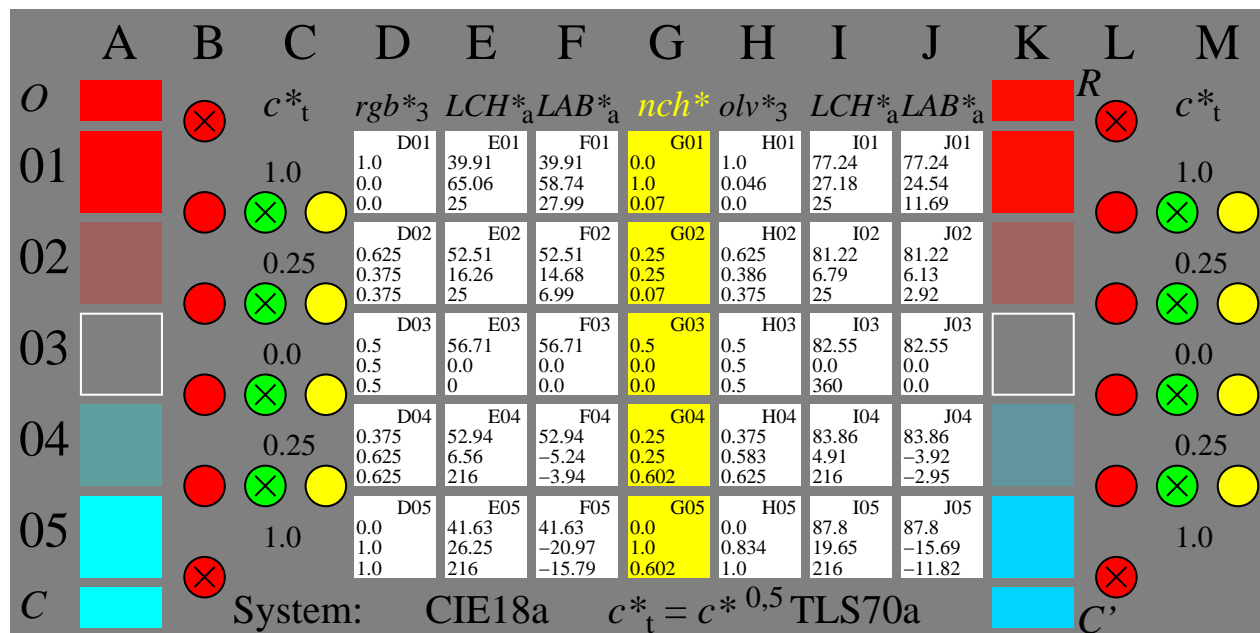 A B C D E F G H I J K L M
O c*t rgb*3 LCH*a LAB*a nch* olv*3 LCH*a LAB*a R c*t
01 1.0 1.0
D01 E01 F01 G01 H01 I01 J01
1.0 39.91 39.91 0.0 1.0 77.24 77.24
0.0 65.06 58.74 1.0 0.046 27.18 24.54
0.0 25 27.99 0.07 0.0 25 11.69
02 0.25 0.25
D02 E02 F02 G02 H02 I02 J02
0.625 52.51 52.51 0.25 0.625 81.22 81.22
0.375 16.26 14.68 0.25 0.386 6.79 6.13
0.375 25 6.99 0.07 0.375 25 2.92
03 0.0 0.0
D03 E03 F03 G03 H03 I03 J03
0.5 56.71 56.71 0.5 0.5 82.55 82.55
0.5 0.0 0.0 0.0 0.5 0.0 0.0
0.5 0 0.0 0.0 0.5 360 0.0
04 0.25 0.25
D04 E04 F04 G04 H04 I04 J04
0.375 52.94 52.94 0.25 0.375 83.86 83.86
0.625 6.56 −5.24 0.25 0.583 4.91 −3.92
0.625 216 −3.94 0.602 0.625 216 −2.95
05 1.0 1.0
D05 E05 F05 G05 H05 I05 J05
0.0 41.63 41.63 0.0 0.0 87.8 87.8
1.0 26.25 −20.97 1.0 0.834 19.65 −15.69
1.0 216 −15.79 0.602 1.0 216 −11.82
C System: CIE18a c*t = c* 0,5 TLS70a C'